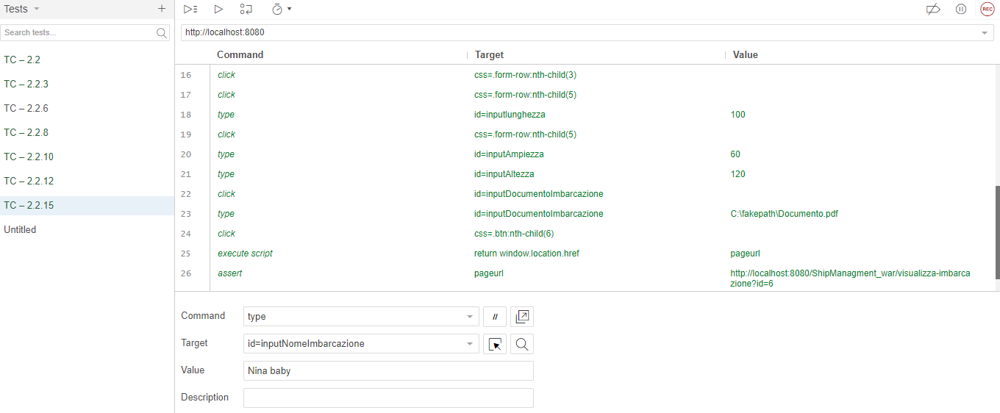 Tests
Search tests...
TC – 2.2
TC – 2.2.3
TC – 2.2.6
TC – 2.2.8
TC – 2.2.10
TC – 2.2.12
TC – 2.2.15
Untitled
REC
http://localhost:8080
Command Target Value
16 click css=.form-row:nth-child(3)
17 click css=.form-row:nth-child(5)
18 type id=inputlunghezza 100
19 click css=.form-row:nth-child(5)
20 type id=inputAmpiezza 60
21 type id=inputAltezza 120
22 click id=inputDocumentoImbarcazione
23 type id=inputDocumentoImbarcazione C:\fakepath\Documento.pdf
24 click css=.btn:nth-child(6)
25 execute script return window.location.href pageurl
26 assert pageurl http://localhost:8080/ShipManagment_war/visualizza-imbarca
zione?id=6
Command type //
Target id=inputNomeImbarcazione
Value Nina baby
Description